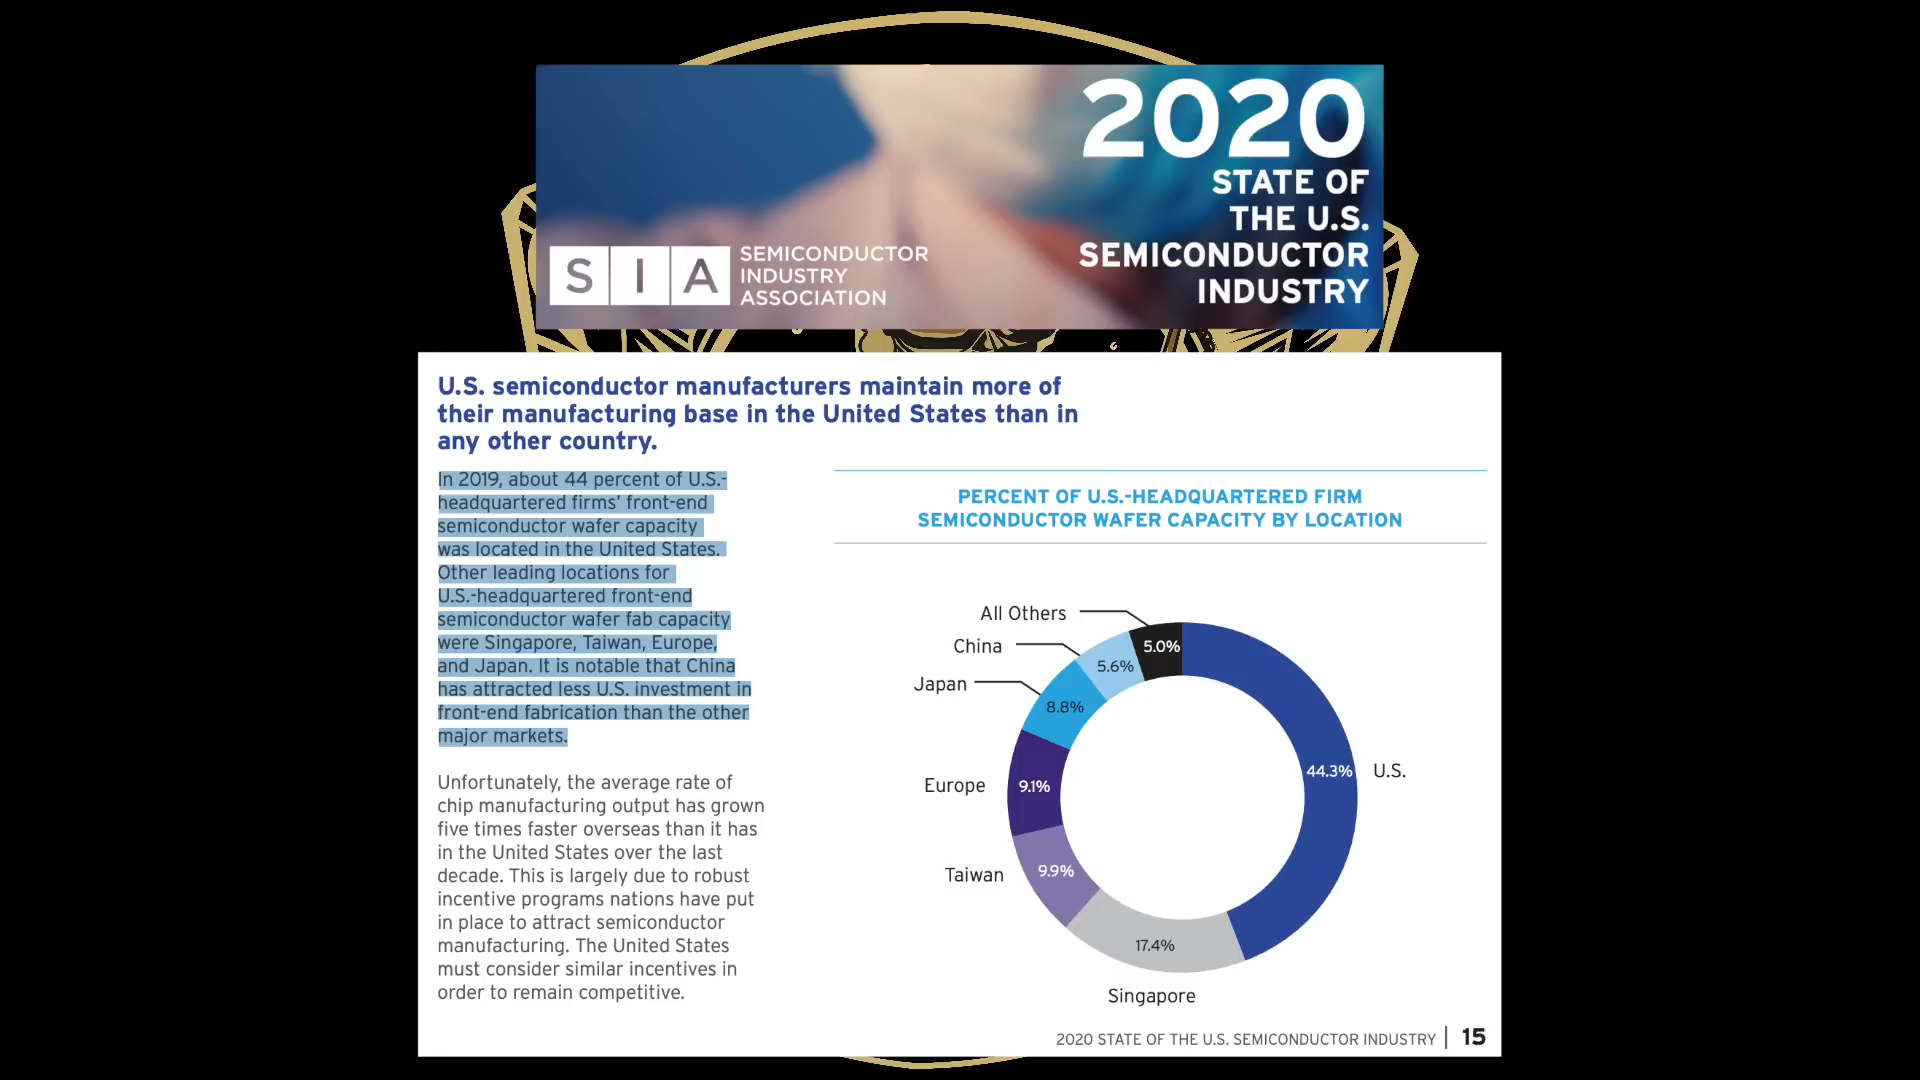 2020
STATE OF
THE U.S.
SEMICONDUCTOR
INDUSTRY
S I A
SEMICONDUCTOR
INDUSTRY
ASSOCIATION
U.S. semiconductor manufacturers maintain more of
their manufacturing base in the United States than in
any other country.
In 2019, about 44 percent of U.S.-
headquartered firms' front-end
semiconductor wafer capacity
was located in the United States.
Other leading locations for
U.S.-headquartered front-end
semiconductor wafer fab capacity
were Singapore, Taiwan, Europe,
and Japan. It is notable that China
has attracted less U.S. investment in
front-end fabrication than the other
major markets.
Unfortunately, the average rate of
chip manufacturing output has grown
five times faster overseas than it has
in the United States over the last
decade. This is largely due to robust
incentive programs nations have put
in place to attract semiconductor
manufacturing. The United States
must consider similar incentives in
order to remain competitive.
PERCENT OF U.S.-HEADQUARTERED FIRM
SEMICONDUCTOR WAFER CAPACITY BY LOCATION
All Others
5.0%
China
5.6%
Japan
8.8%
Europe
9.1%
Taiwan
9.9%
17.4%
Singapore
44.3%
U.S.
2020 STATE OF THE U.S. SEMICONDUCTOR INDUSTRY | 15